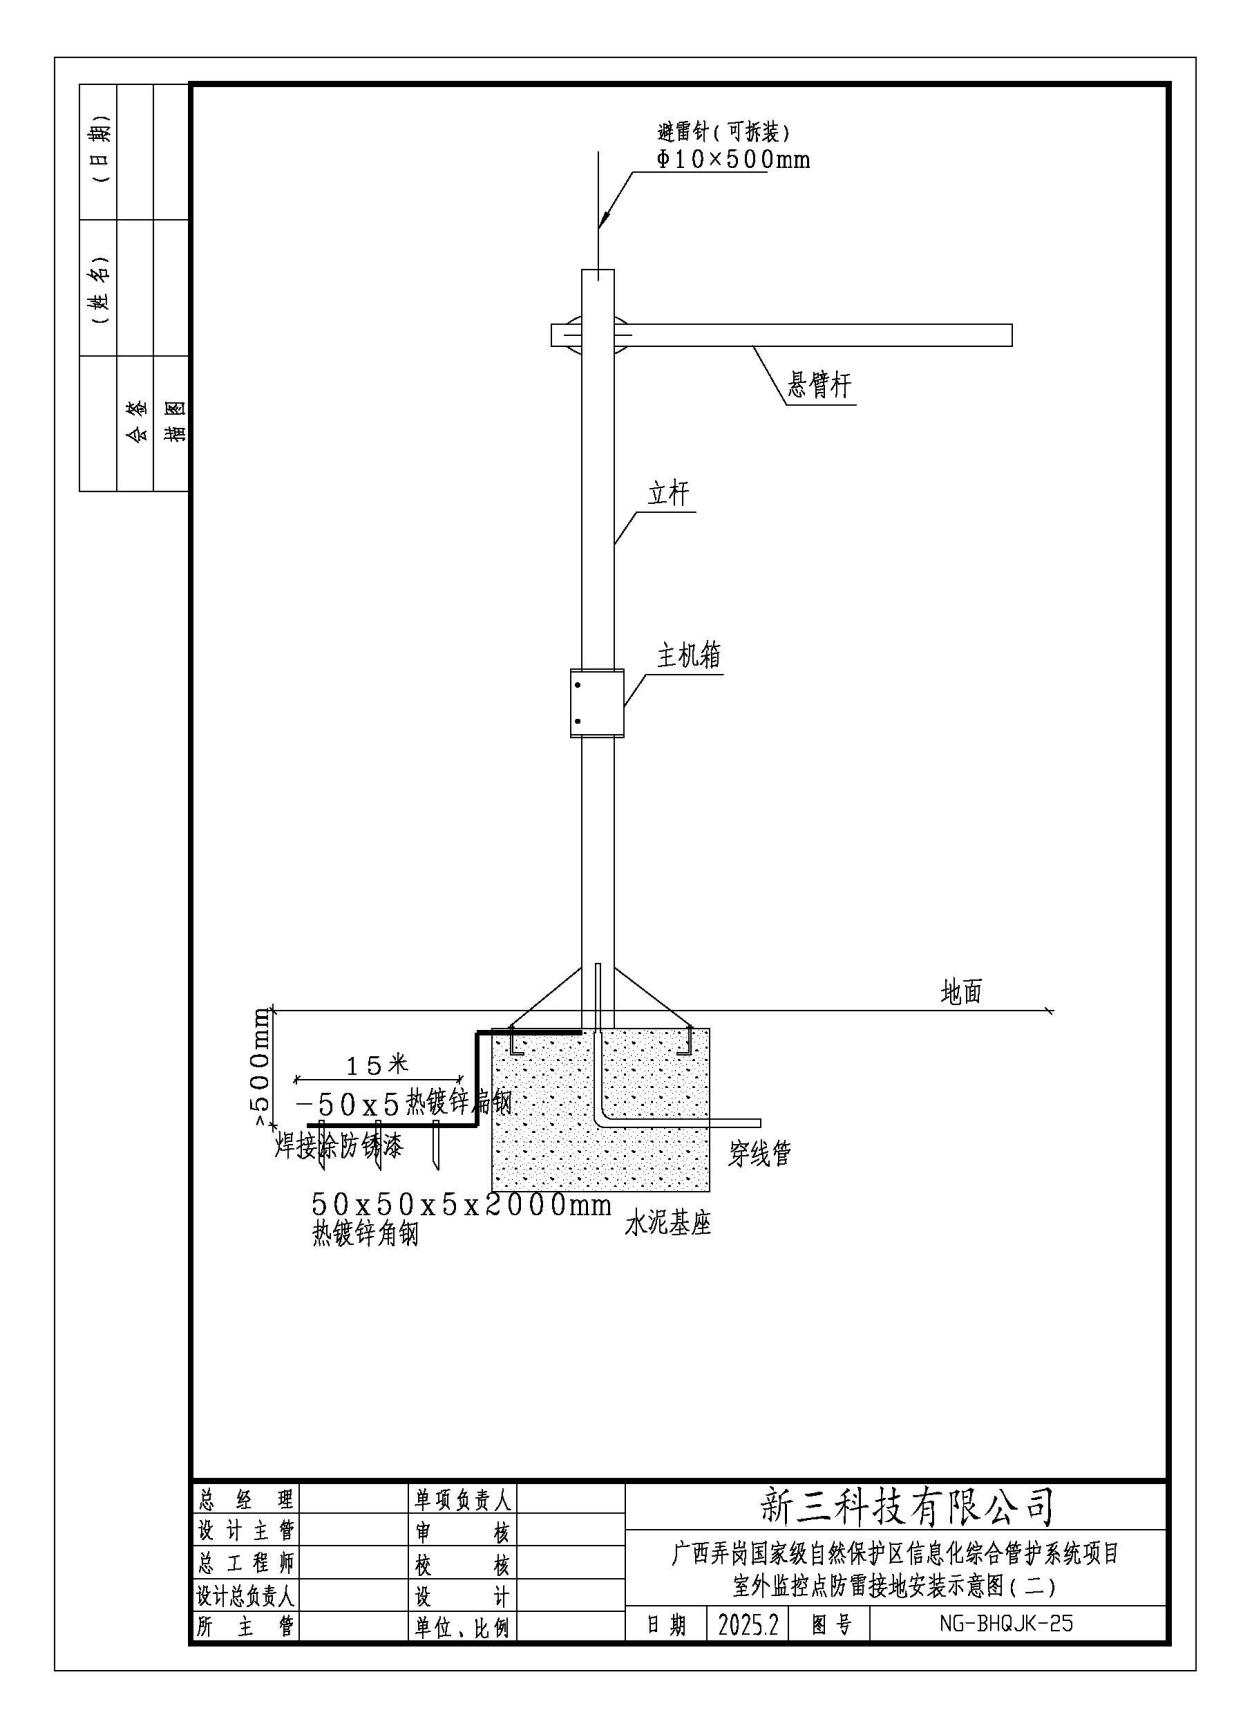 (日期)
(姓名)
会签
描图
避雷针(可拆装)
Φ10×500mm
悬臂杆
立杆
主机箱
地面
>500mm
15米
-50x5热镀锌扁钢
焊接涂防锈漆
穿线管
50x50x5x2000mm
热镀锌角钢
水泥基座
总经理
单项负责人
新三科技有限公司
设计主管
审核
总工程师
校核
广西弄岗国家级自然保护区信息化综合管护系统项目
室外监控点防雷接地安装示意图(二)
设计总负责人
设计
所主管
单位、比例
日期
2025.2
图号
NG-BHQJK-25